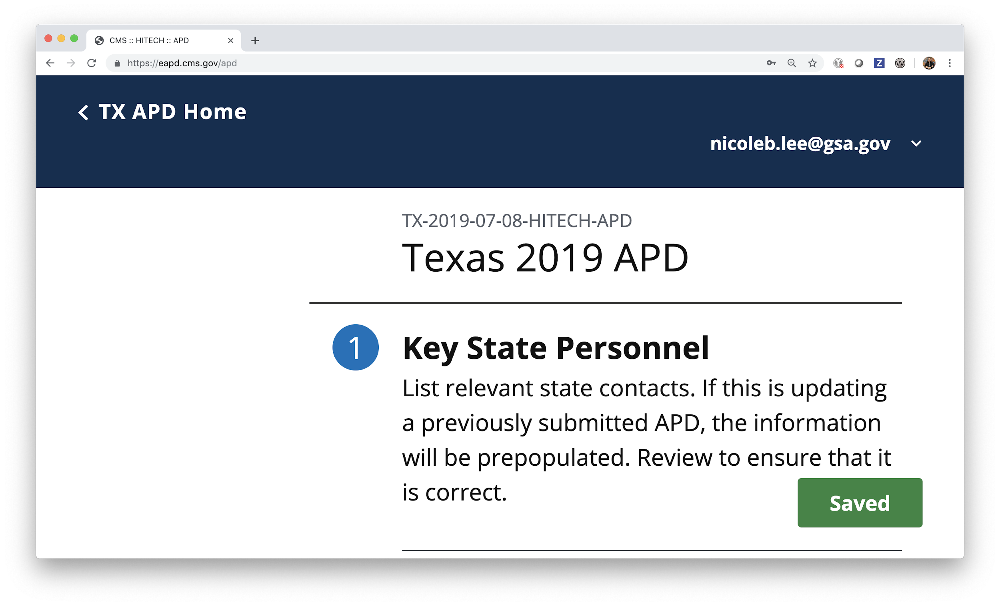 CMS :: HITECH :: APD
https://eapd.cms.gov/apd
Z
W
TX APD Home
nicoleb.lee@gsa.gov
TX-2019-07-08-HITECH-APD
Texas 2019 APD
1
Key State Personnel
List relevant state contacts. If this is updating
a previously submitted APD, the information
will be prepopulated. Review to ensure that it
is correct.
Saved